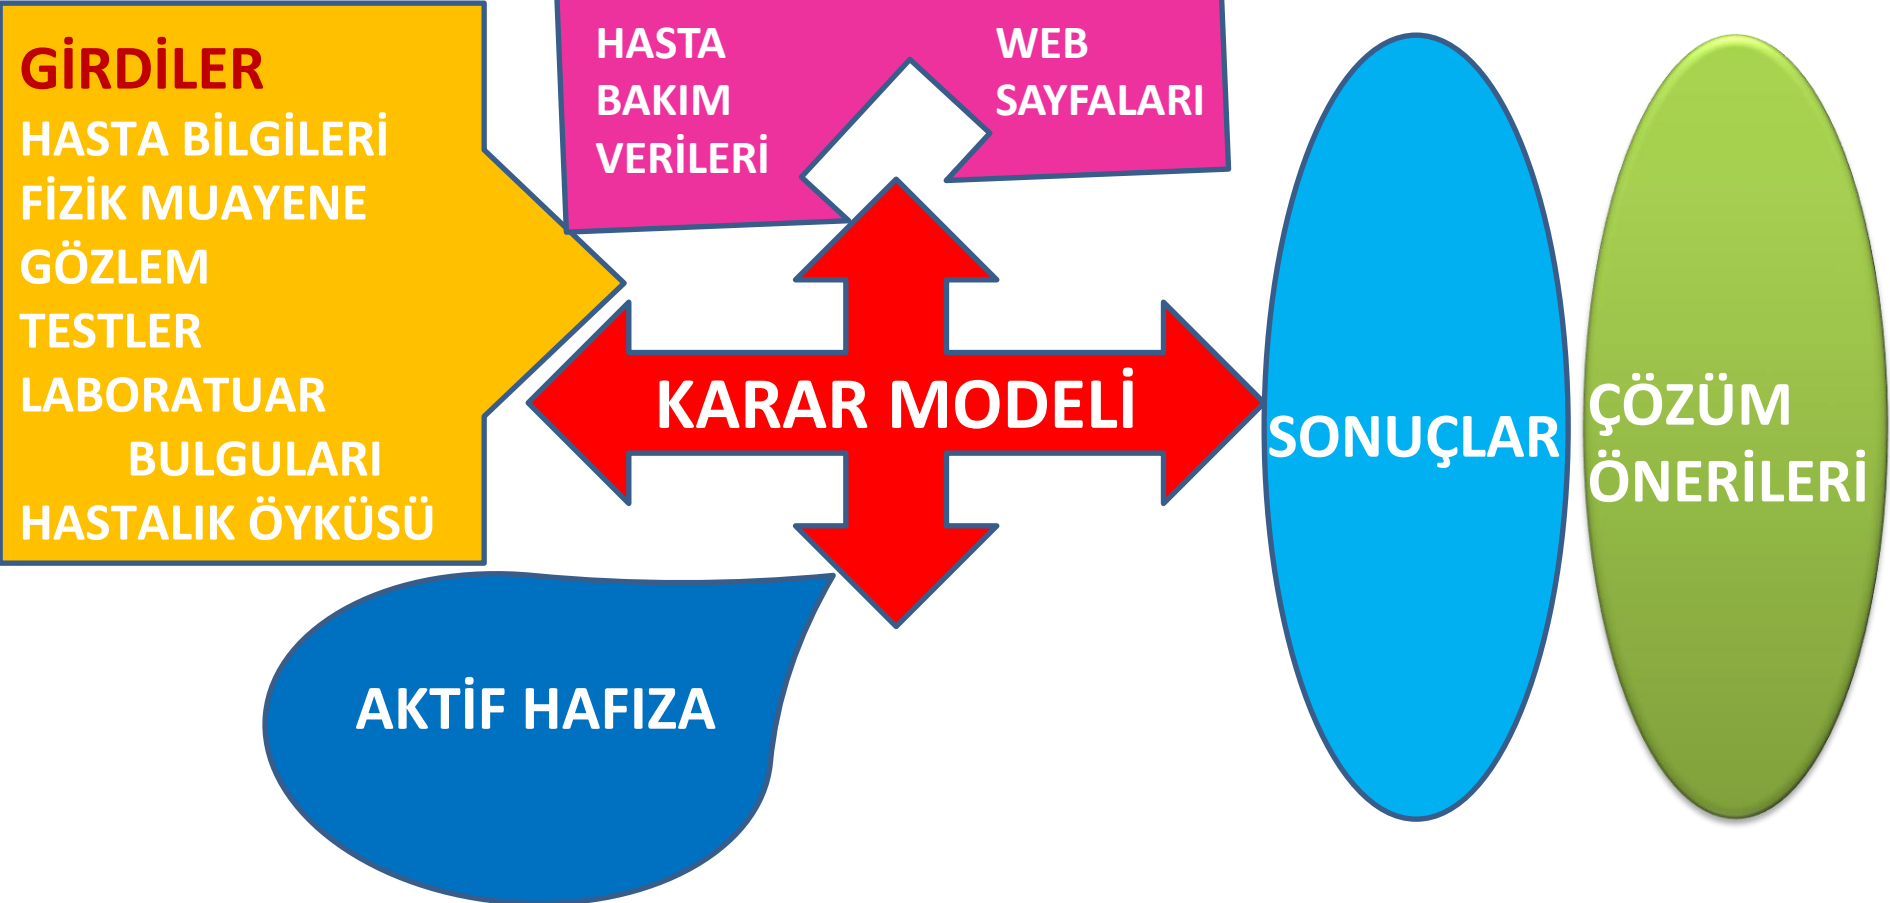 GİRDİLER
HASTA BİLGİLERİ
FİZİK MUAYENE
GÖZLEM
TESTLER
LABORATUAR
BULGULARI
HASTALIK ÖYKÜSÜ
HASTA
BAKIM
VERİLERİ
WEB
SAYFALARI
KARAR MODELİ
AKTİF HAFIZA
SONUÇLAR
ÇÖZÜM
ÖNERİLERİ